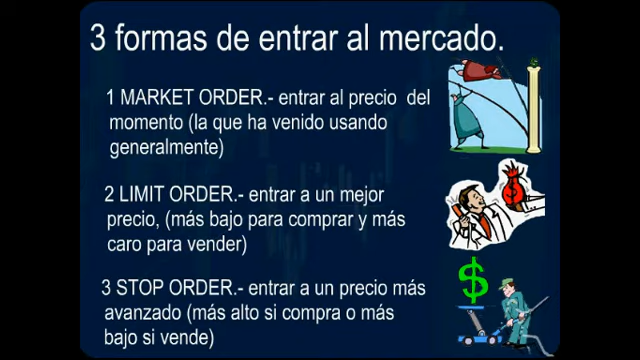 3 formas de entrar al mercado.
1 MARKET ORDER.- entrar al precio del
momento (la que ha venido usando
generalmente)
2 LIMIT ORDER.- entrar a un mejor
precio, (más bajo para comprar y más
caro para vender)
3 STOP ORDER.- entrar a un precio más
avanzado (más alto si compra o más
bajo si vende)
$
$
$